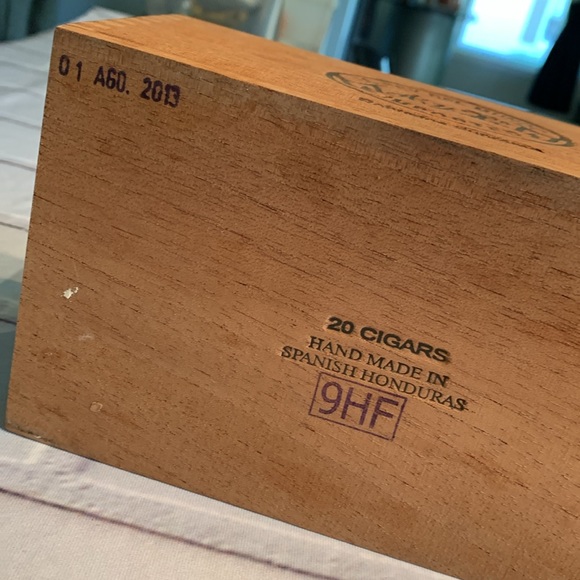 01 AGO. 2013
20 CIGARS
HAND MADE IN
SPANISH HONDURAS
9HF